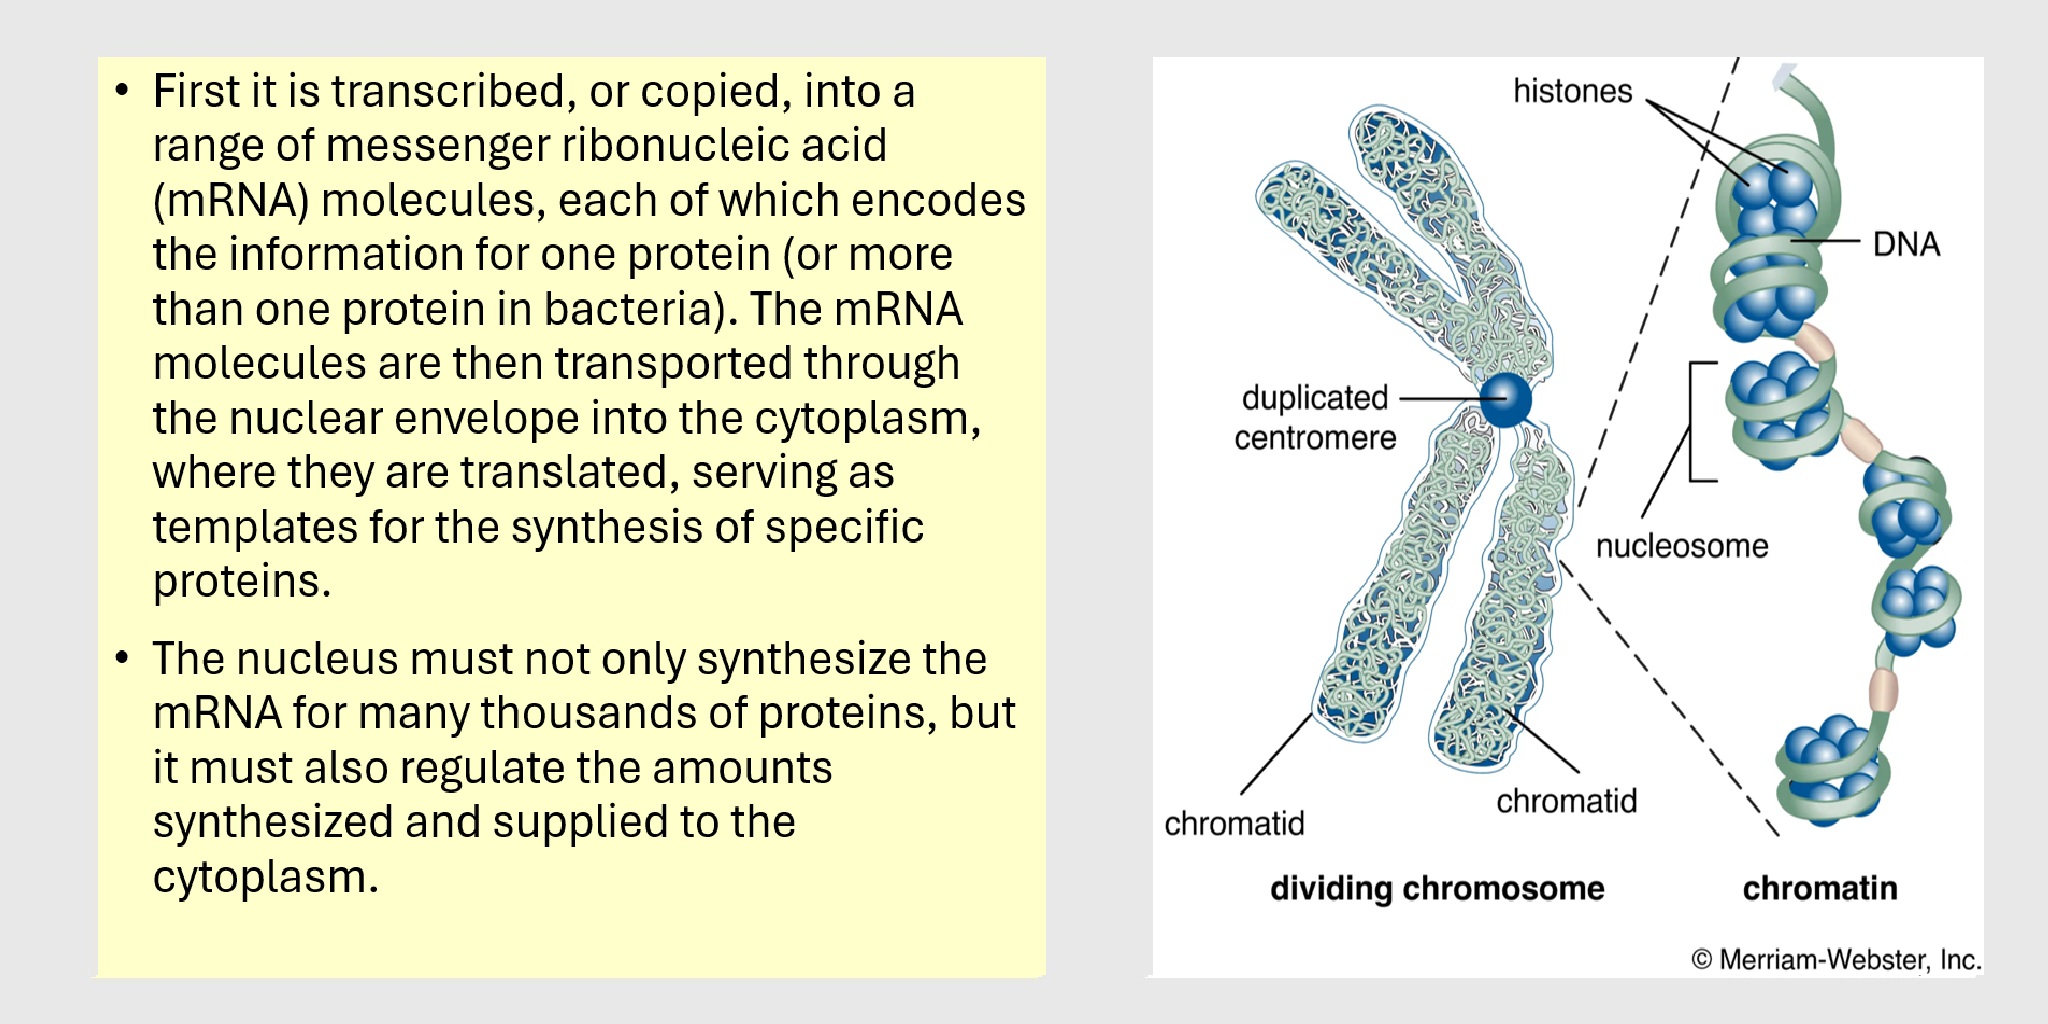 • First it is transcribed, or copied, into a
range of messenger ribonucleic acid
(mRNA) molecules, each of which encodes
the information for one protein (or more
than one protein in bacteria). The mRNA
molecules are then transported through
the nuclear envelope into the cytoplasm,
where they are translated, serving as
templates for the synthesis of specific
proteins.
• The nucleus must not only synthesize the
mRNA for many thousands of proteins, but
it must also regulate the amounts
synthesized and supplied to the
cytoplasm.
histones
DNA
duplicated
centromere
nucleosome
chromatid
chromatid
dividing chromosome
chromatin
© Merriam-Webster, Inc.